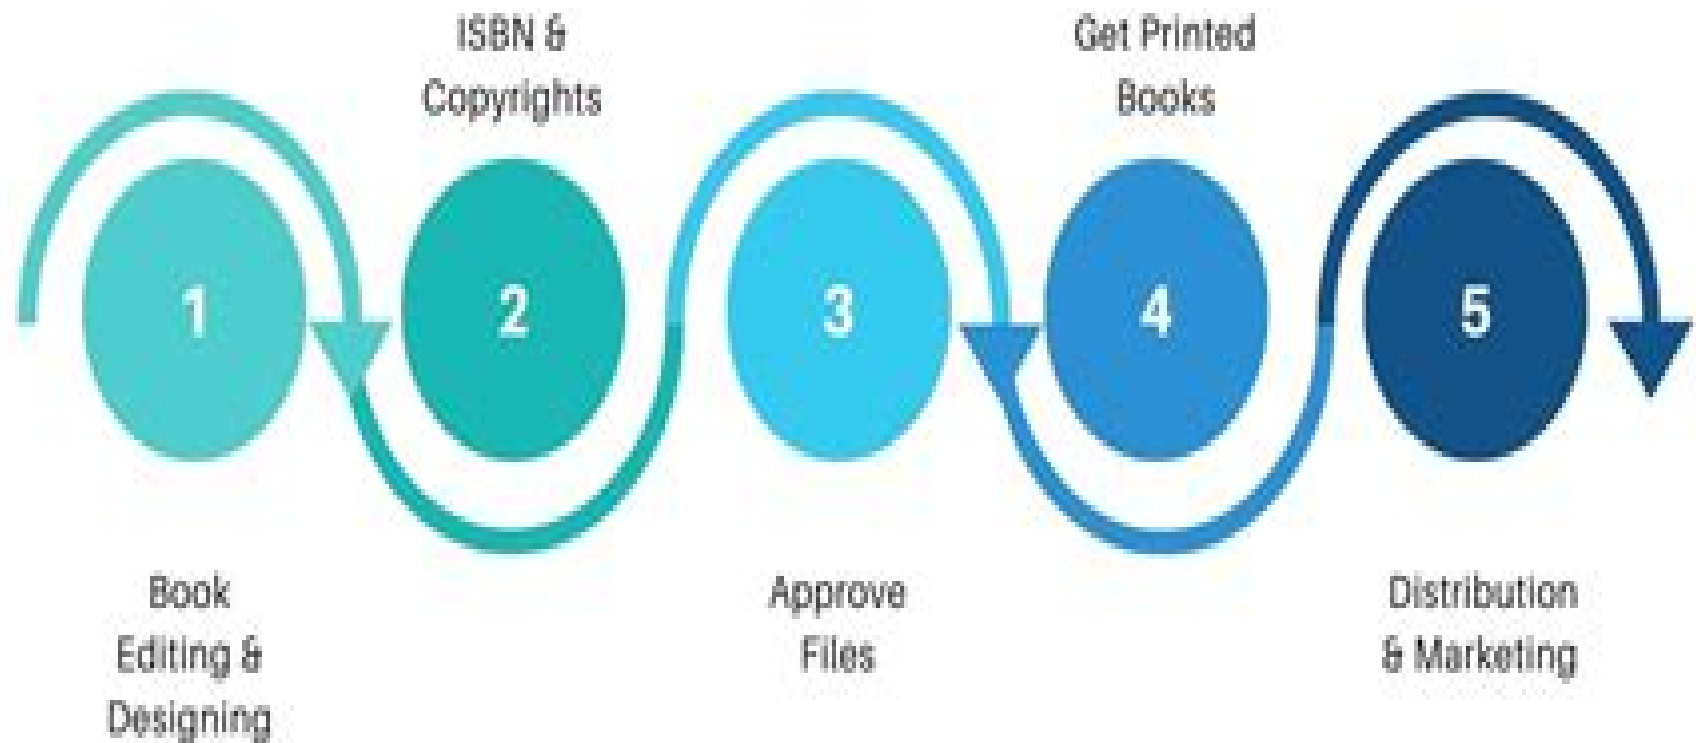 1
Book
Editing &
Designing
ISBN &
Copyrights
2
3
Approve
Files
Get Printed
Books
4
5
Distribution
& Marketing